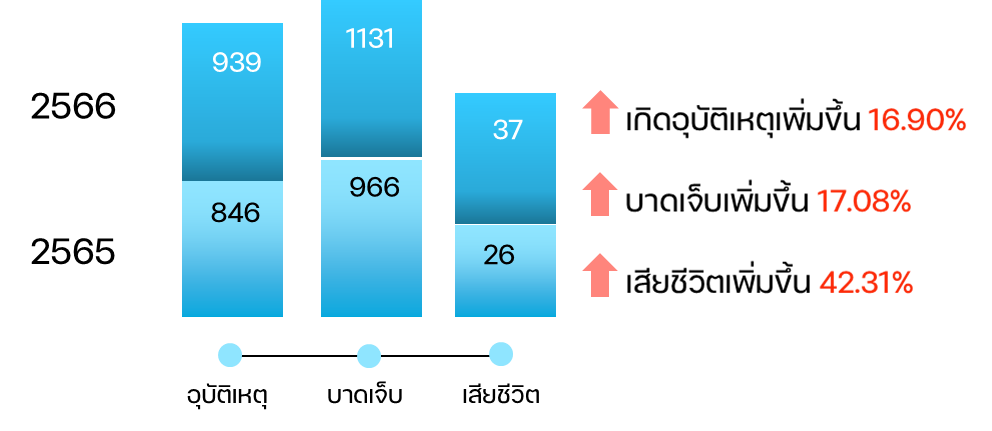 939
1131
2566
37
เกิดอุบัติเหตุเพิ่มขึ้น 16.90%
846
966
บาดเจ็บเพิ่มขึ้น 17.08%
2565
26
เสียชีวิตเพิ่มขึ้น 42.31%
อุบัติเหตุ
บาดเจ็บ
เสียชีวิต